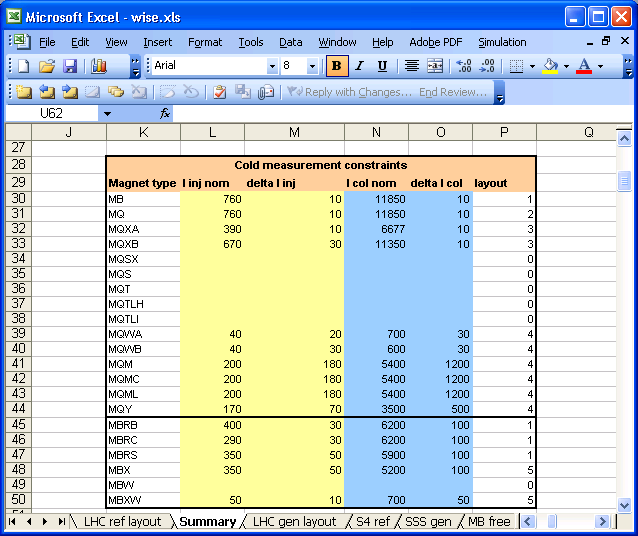 Microsoft Excel - wise.xls
File Edit View Insert Format Tools Data Window Help Adobe PDF Simulation
Arial 8 B I U
Reply with Changes... End Review...
U62 fx
J K L M N O P Q
27
28 Cold measurement constraints
29 Magnet type I inj nom delta I inj I col nom delta I col layout
30 MB 760 10 11850 10 1
31 MQ 760 10 11850 10 2
32 MQXA 390 10 6677 10 3
33 MQXB 670 30 11350 10 3
34 MQSX 0
35 MQS 0
36 MQT 0
37 MQTLH 0
38 MQTLI 0
39 MQWA 40 20 700 30 4
40 MQWB 40 30 600 30 4
41 MQM 200 180 5400 1200 4
42 MQMC 200 180 5400 1200 4
43 MQML 200 180 5400 1200 4
44 MQY 170 70 3500 500 4
45 MBRB 400 30 6200 100 1
46 MBRC 290 30 6200 100 1
47 MBRS 350 50 5900 100 1
48 MBX 350 50 5200 100 5
49 MBW 0
50 MBXW 50 10 700 50 5
LHC ref layout Summary LHC gen layout S4 ref SSS gen MB free